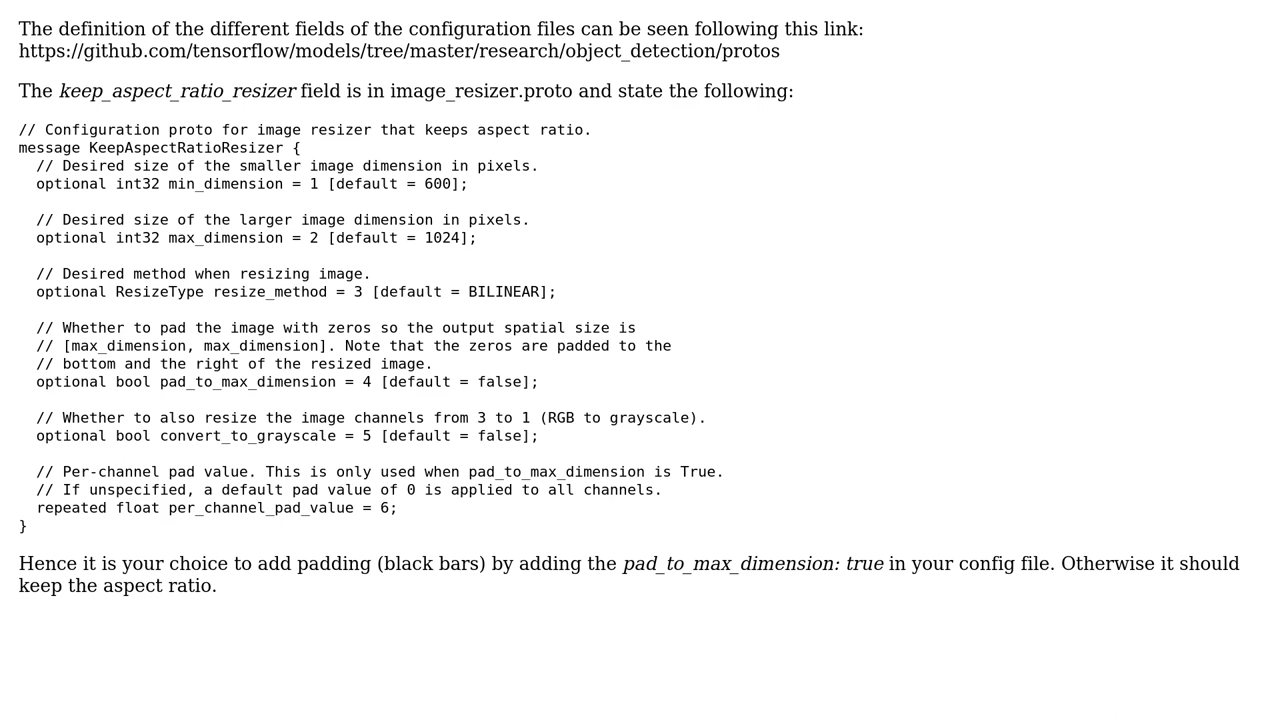 The definition of the different fields of the configuration files can be seen following this link:
https://github.com/tensorflow/models/tree/master/research/object_detection/protos
The keep_aspect_ratio_resizer field is in image_resizer.proto and state the following:
// Configuration proto for image resizer that keeps aspect ratio.
message KeepAspectRatioResizer {
  // Desired size of the smaller image dimension in pixels.
  optional int32 min_dimension = 1 [default = 600];
  // Desired size of the larger image dimension in pixels.
  optional int32 max_dimension = 2 [default = 1024];
  // Desired method when resizing image.
  optional ResizeType resize_method = 3 [default = BILINEAR];
  // Whether to pad the image with zeros so the output spatial size is
  // [max_dimension, max_dimension]. Note that the zeros are padded to the
  // bottom and the right of the resized image.
  optional bool pad_to_max_dimension = 4 [default = false];
  // Whether to also resize the image channels from 3 to 1 (RGB to grayscale).
  optional bool convert_to_grayscale = 5 [default = false];
  // Per-channel pad value. This is only used when pad_to_max_dimension is True.
  // If unspecified, a default pad value of 0 is applied to all channels.
  repeated float per_channel_pad_value = 6;
}
Hence it is your choice to add padding (black bars) by adding the pad_to_max_dimension: true in your config file. Otherwise it should
keep the aspect ratio.